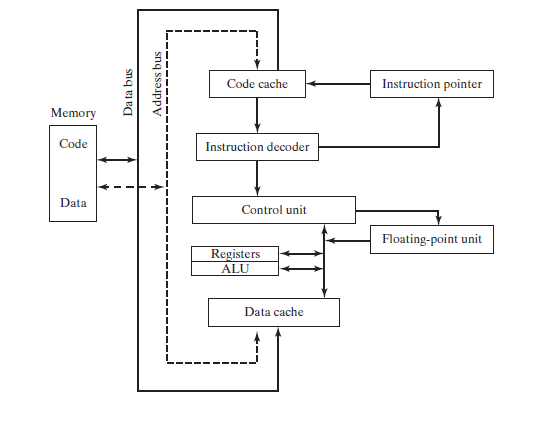 Data bus
Address bus
Code cache
Instruction pointer
Memory
Code
Instruction decoder
Data
Control unit
Floating-point unit
Registers
ALU
Data cache